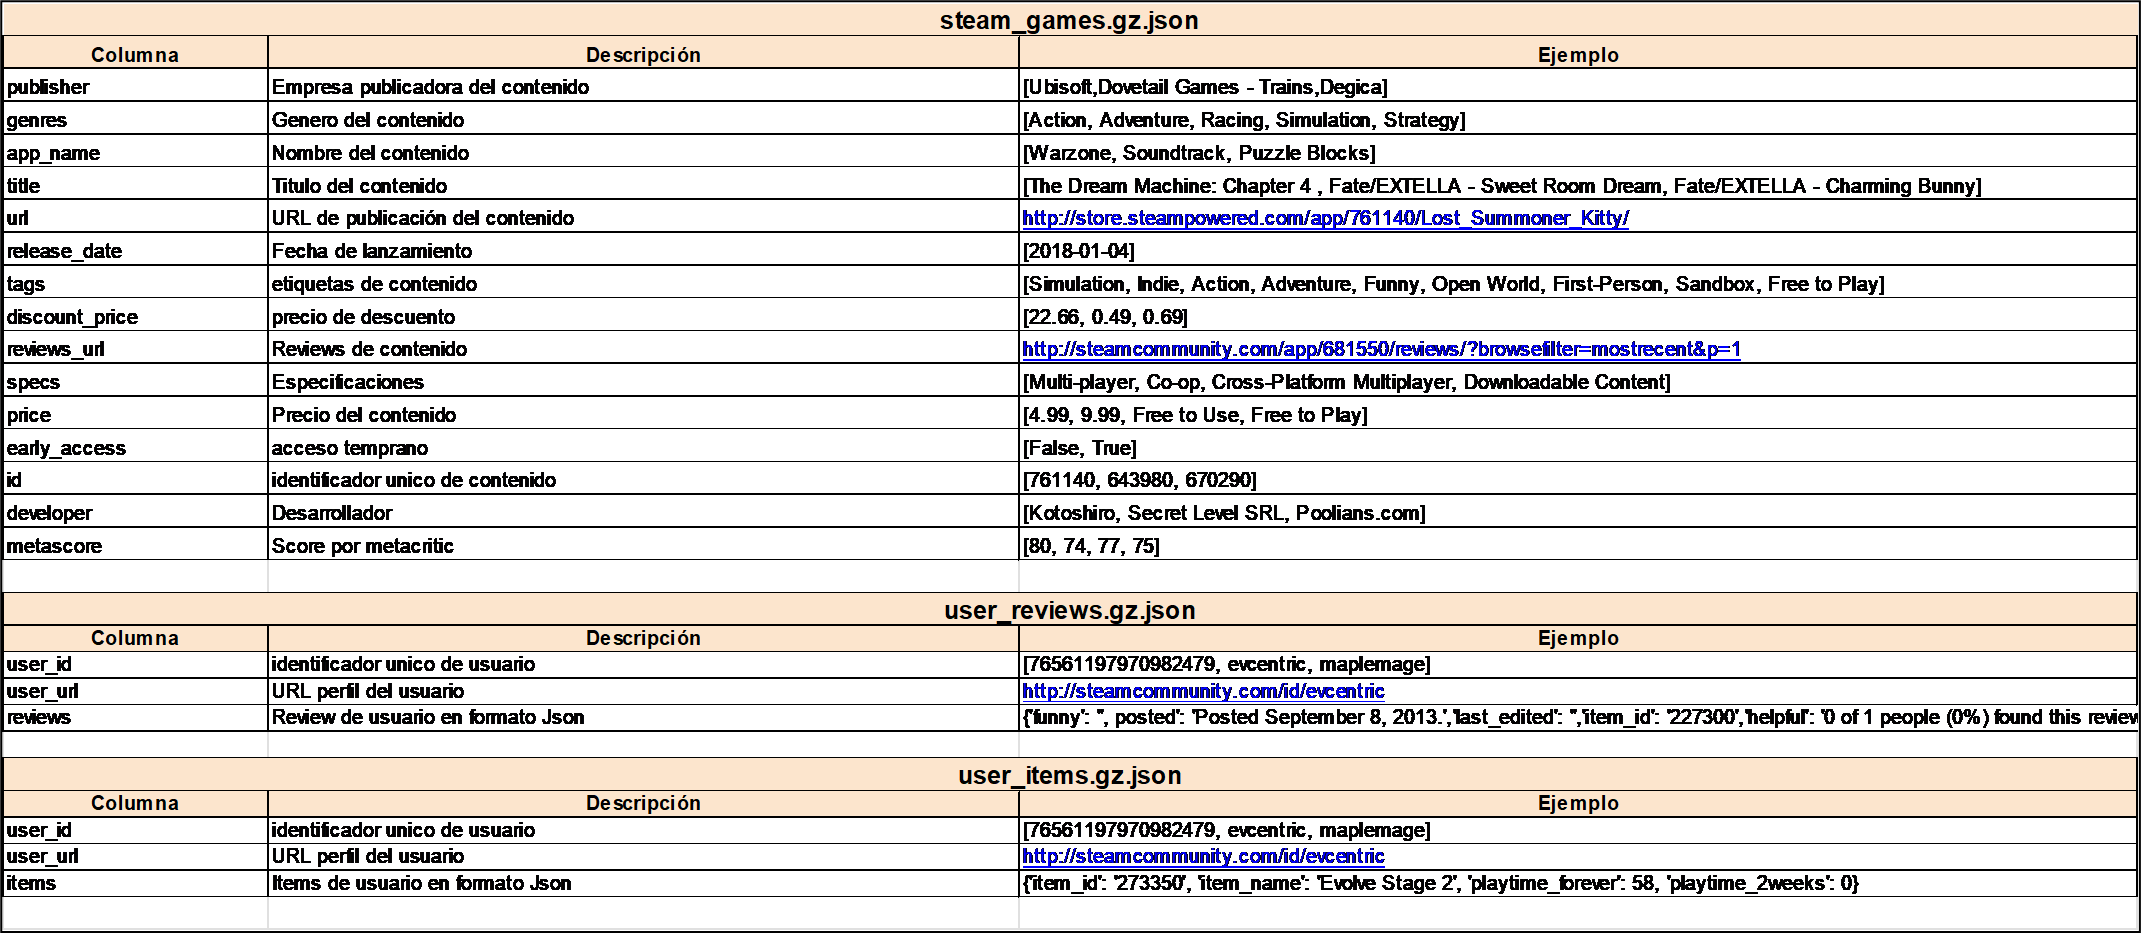 steam_games.gz.json
Columna Descripción Ejemplo
publisher Empresa publicadora del contenido [Ubisoft,Dovetail Games - Trains,Degica]
genres Genero del contenido [Action, Adventure, Racing, Simulation, Strategy]
app_name Nombre del contenido [Warzone, Soundtrack, Puzzle Blocks]
title Titulo del contenido [The Dream Machine: Chapter 4 , Fate/EXTELLA - Sweet Room Dream, Fate/EXTELLA - Charming Bunny]
url URL de publicación del contenido http://store.steampowered.com/app/761140/Lost_Summoner_Kitty/
release_date Fecha de lanzamiento [2018-01-04]
tags etiquetas de contenido [Simulation, Indie, Action, Adventure, Funny, Open World, First-Person, Sandbox, Free to Play]
discount_price precio de descuento [22.66, 0.49, 0.69]
reviews_url Reviews de contenido http://steamcommunity.com/app/681550/reviews/?browsefilter=mostrecent&p=1
specs Especificaciones [Multi-player, Co-op, Cross-Platform Multiplayer, Downloadable Content]
price Precio del contenido [4.99, 9.99, Free to Use, Free to Play]
early_access acceso temprano [False, True]
id identificador unico de contenido [761140, 643980, 670290]
developer Desarrollador [Kotoshiro, Secret Level SRL, Poolians.com]
metascore Score por metacritic [80, 74, 77, 75]
user_reviews.gz.json
Columna Descripción Ejemplo
user_id identificador unico de usuario [76561197970982479, evcentric, maplemage]
user_url URL perfil del usuario http://steamcommunity.com/id/evcentric
reviews Review de usuario en formato Json {'funny': '', posted': 'Posted September 8, 2013.','last_edited': '','item_id': '227300','helpful': '0 of 1 people (0%) found this review
user_items.gz.json
Columna Descripción Ejemplo
user_id identificador unico de usuario [76561197970982479, evcentric, maplemage]
user_url URL perfil del usuario http://steamcommunity.com/id/evcentric
items Items de usuario en formato Json {'item_id': '273350', 'item_name': 'Evolve Stage 2', 'playtime_forever': 58, 'playtime_2weeks': 0}